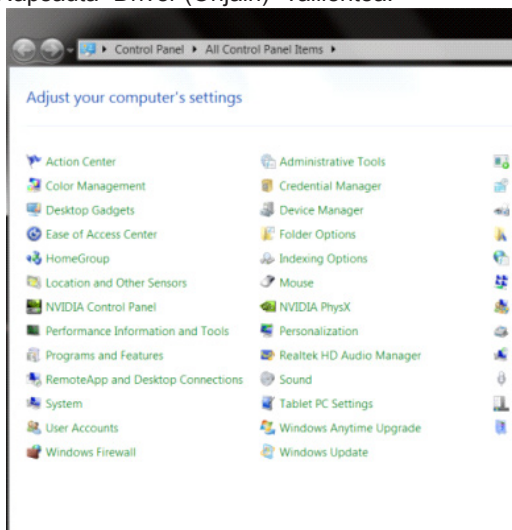 Control Panel ▸ All Control Panel Items ▸
Adjust your computer's settings
Action Center
Color Management
Desktop Gadgets
Ease of Access Center
HomeGroup
Location and Other Sensors
NVIDIA Control Panel
Performance Information and Tools
Programs and Features
RemoteApp and Desktop Connections
System
User Accounts
Windows Firewall
Administrative Tools
Credential Manager
Device Manager
Folder Options
Indexing Options
Mouse
NVIDIA PhysX
Personalization
Realtek HD Audio Manager
Sound
Tablet PC Settings
Windows Anytime Upgrade
Windows Update